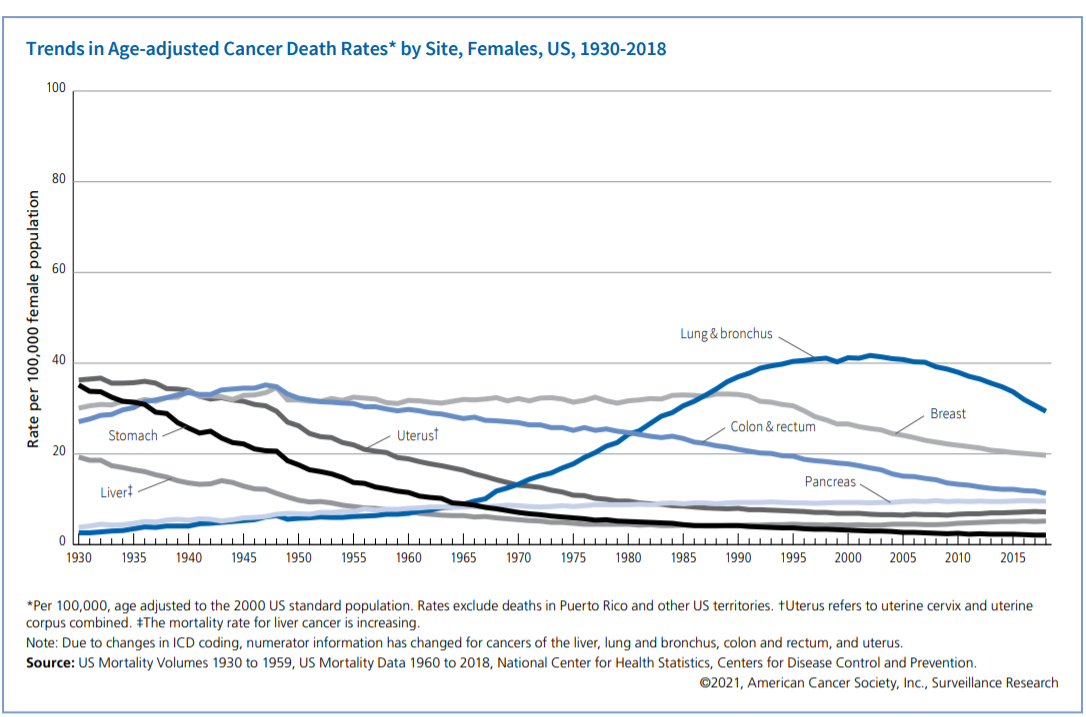 Trends in Age-adjusted Cancer Death Rates* by Site, Females, US, 1930-2018
Rate per 100,000 female population
100
80
60
40
20
0
Lung & bronchus
Breast
Colon & rectum
Uterus†
Stomach
Pancreas
Liver‡
1930 1935 1940 1945 1950 1955 1960 1965 1970 1975 1980 1985 1990 1995 2000 2005 2010 2015
*Per 100,000, age adjusted to the 2000 US standard population. Rates exclude deaths in Puerto Rico and other US territories. †Uterus refers to uterine cervix and uterine
corpus combined. ‡The mortality rate for liver cancer is increasing.
Note: Due to changes in ICD coding, numerator information has changed for cancers of the liver, lung and bronchus, colon and rectum, and uterus.
Source: US Mortality Volumes 1930 to 1959, US Mortality Data 1960 to 2018, National Center for Health Statistics, Centers for Disease Control and Prevention.
©2021, American Cancer Society, Inc., Surveillance Research